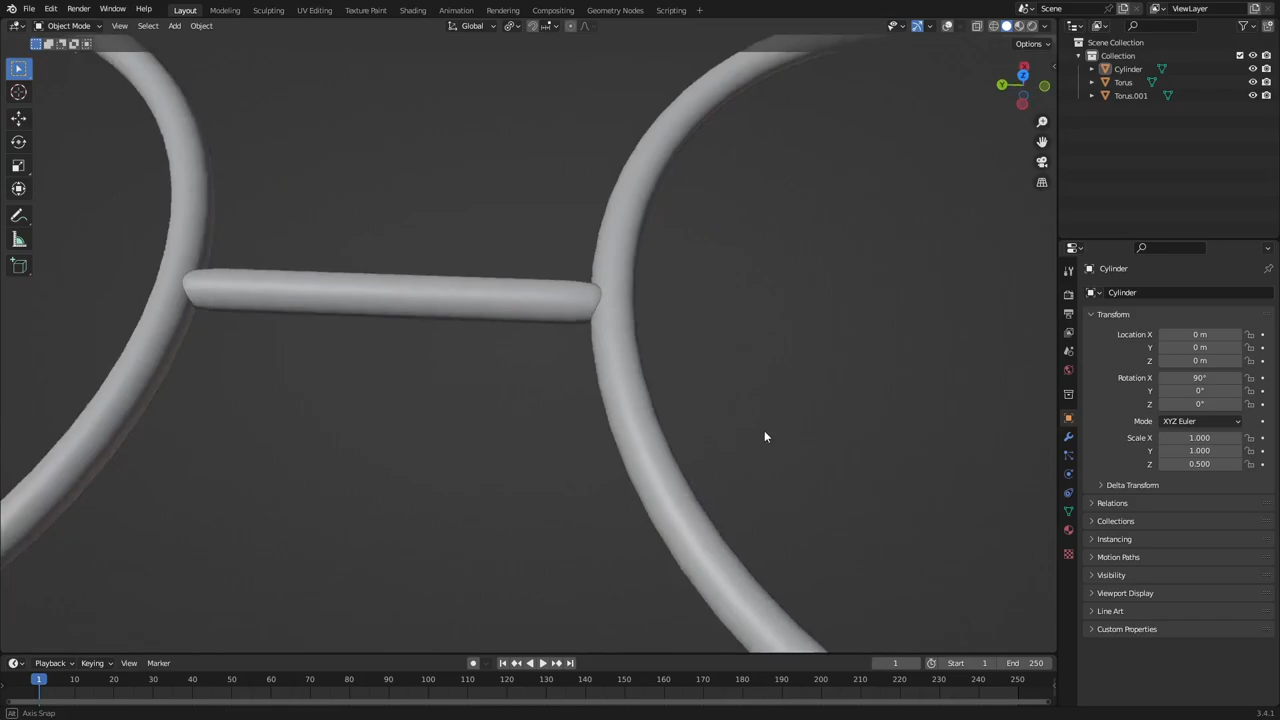 File Edit Render Window Help Layout Modeling Sculpting UV Editing Texture Paint Shading Animation Rendering Compositing Geometry Nodes Scripting Scene ViewLayer
Object Mode View Select Add Object Global
Options
Scene Collection
Collection
Cylinder
Torus
Torus.001
X
Z
Y
Cylinder
Cylinder
Transform
Location X 0 m
Y 0 m
Z 0 m
Rotation X 90°
Y 0°
Z 0°
Mode XYZ Euler
Scale X 1.000
Y 1.000
Z 0.500
Delta Transform
Relations
Collections
Instancing
Motion Paths
Visibility
Viewport Display
Line Art
Custom Properties
Playback Keying View Marker 1 Start 1 End 250
1 10 20 30 40 50 60 70 80 90 100 110 120 130 140 150 160 170 180 190 200 210 220 230 240 250
Alt Axis Snap 3.4.1